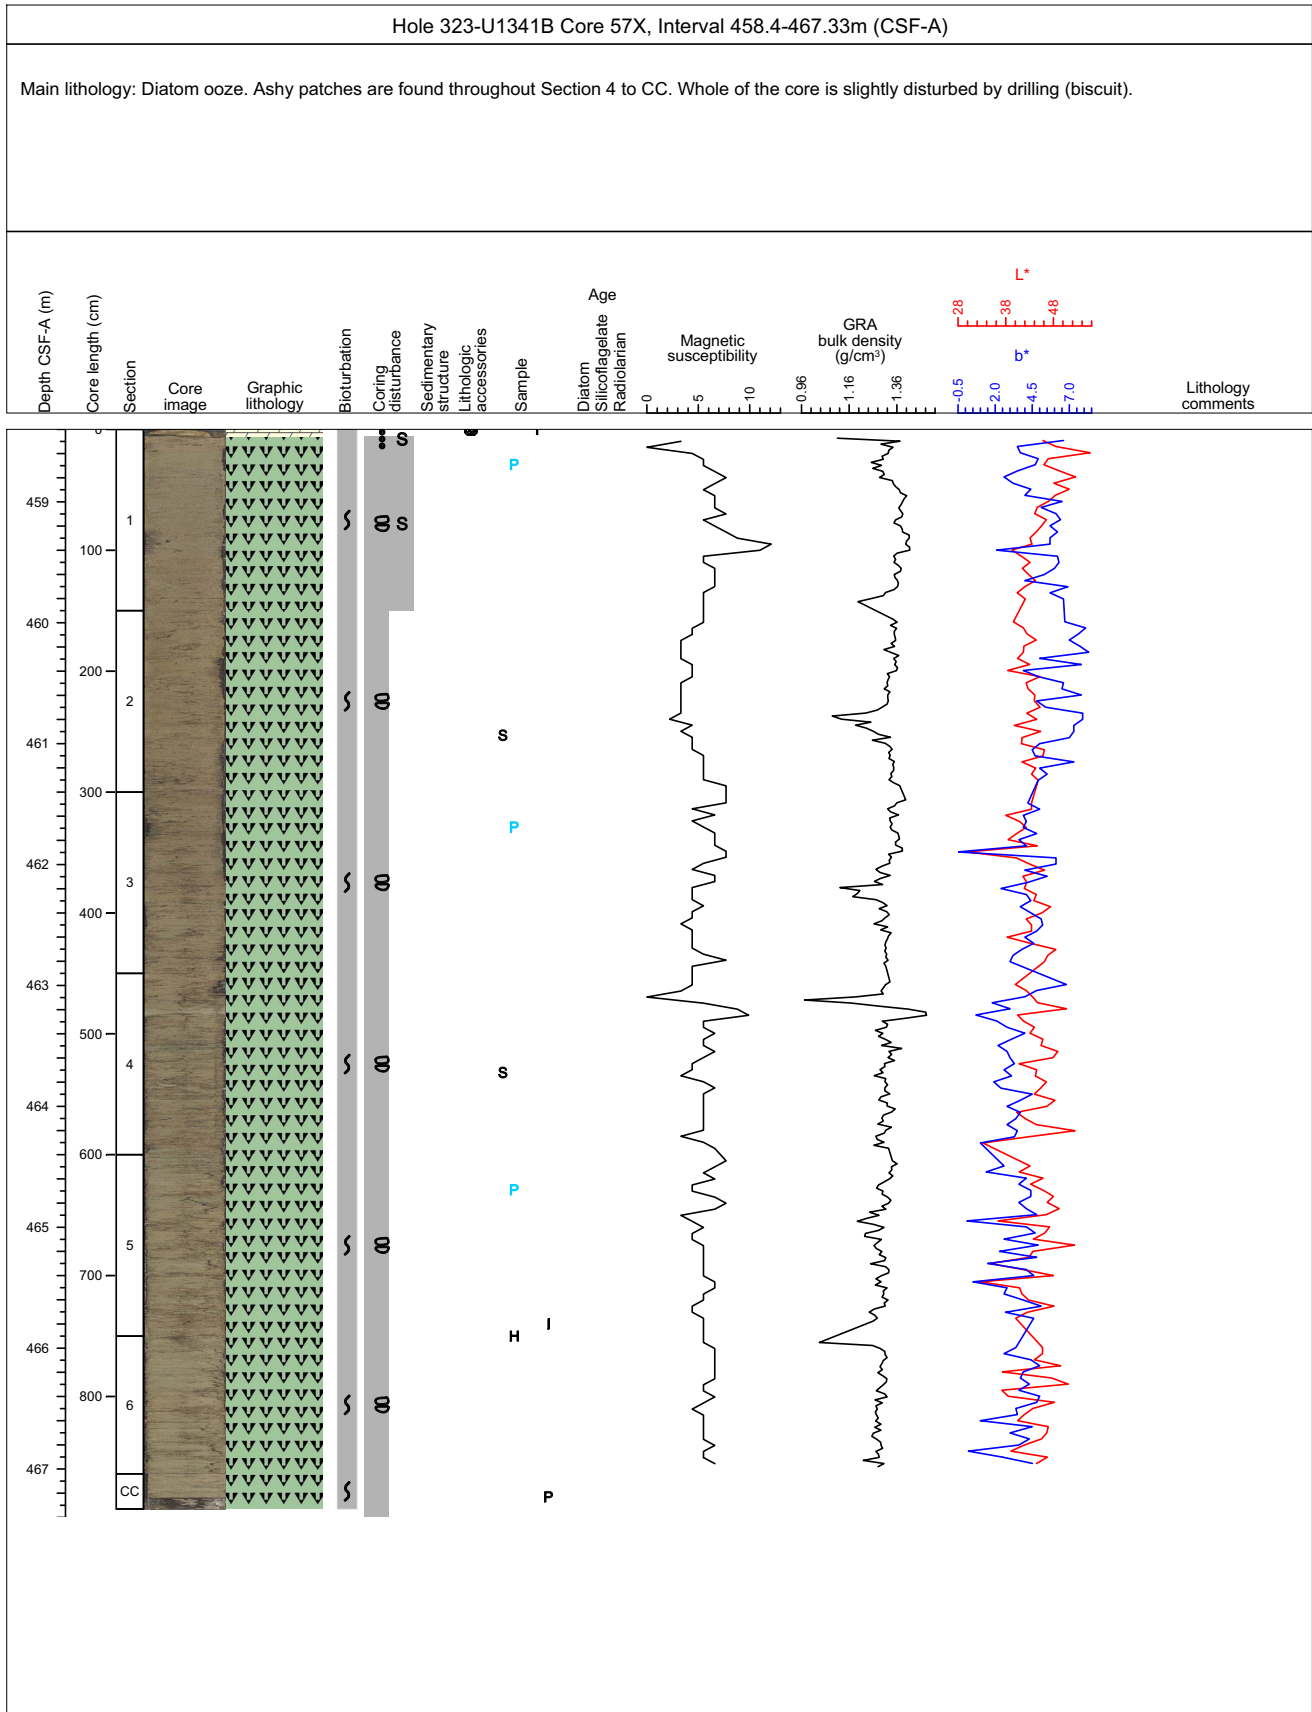 Hole 323-U1341B Core 57X, Interval 458.4-467.33m (CSF-A)
Main lithology: Diatom ooze. Ashy patches are found throughout Section 4 to CC. Whole of the core is slightly disturbed by drilling (biscuit).
Depth CSF-A (m)
Core length (cm)
Section
Core
image
Graphic
lithology
Bioturbation
Coring
disturbance
Sedimentary
structure
Lithologic
accessories
Sample
Age
Diatom
Silicoflagelate
Radiolarian
Magnetic
susceptibility
0 5 10
GRA
bulk density
(g/cm³)
0.96 1.16 1.36
L*
28 38 48
b*
-0.5 2.0 4.5 7.0
Lithology
comments
0
S
P
459
1
S
100
460
200
2
461
S
300
P
462
3
400
463
500
4
S
464
600
P
465
5
700
I
466
H
800
6
467
CC
P